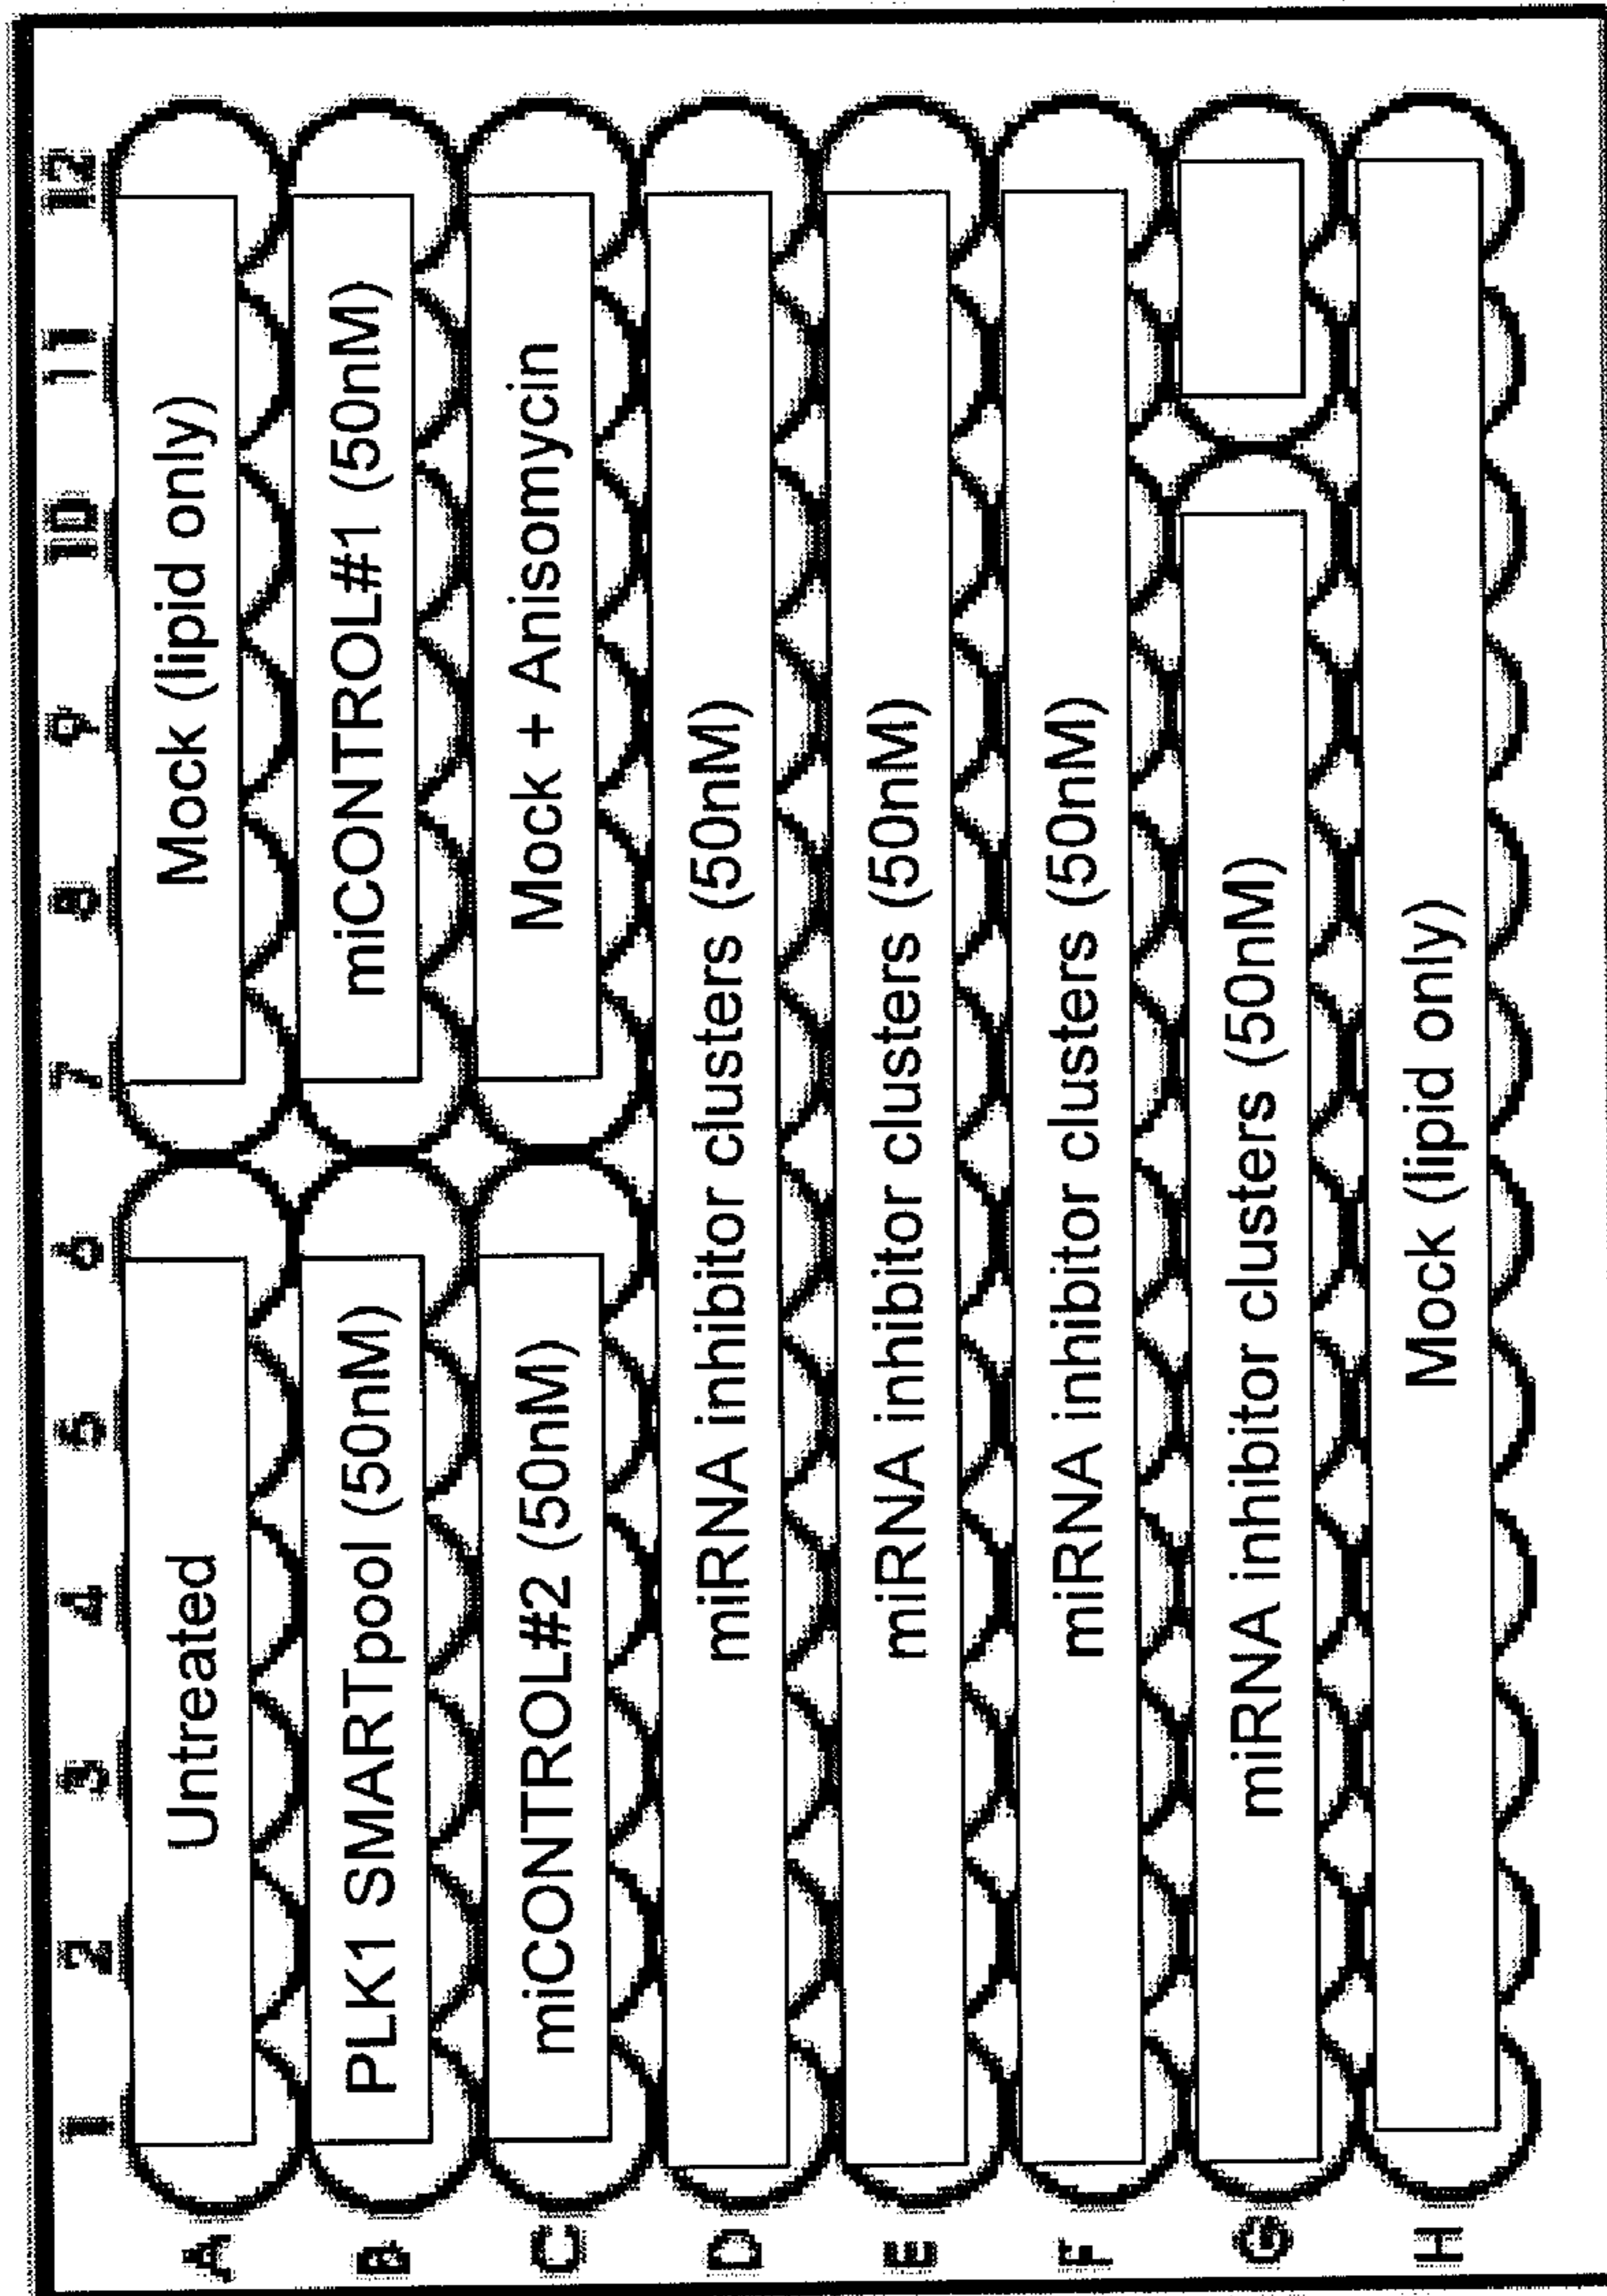 1 2 3 4 5 6 7 8 9 10 11 12
A Untreated Mock (lipid only)
B PLK1 SMARTpool (50nM) miCONTROL#1 (50nM)
C miCONTROL#2 (50nM) Mock + Anisomycin
D miRNA inhibitor clusters (50nM)
E miRNA inhibitor clusters (50nM)
F miRNA inhibitor clusters (50nM)
G miRNA inhibitor clusters (50nM)
H Mock (lipid only)